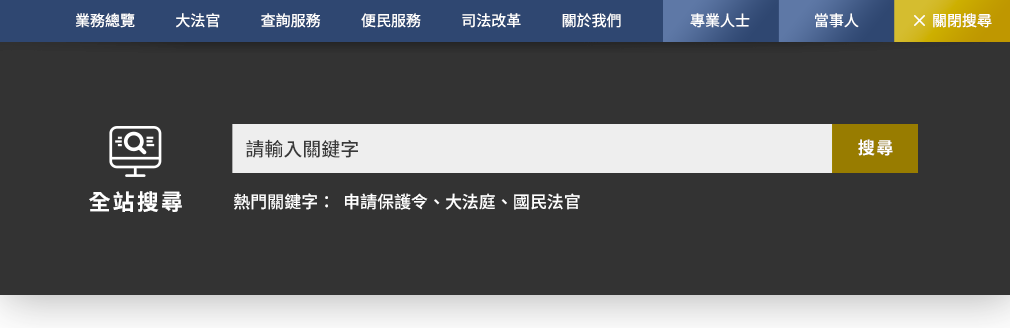 業務總覽 大法官 查詢服務 便民服務 司法改革 關於我們 專業人士 當事人 × 關閉搜尋
請輸入關鍵字 搜尋
全站搜尋
熱門關鍵字： 申請保護令、大法庭、國民法官